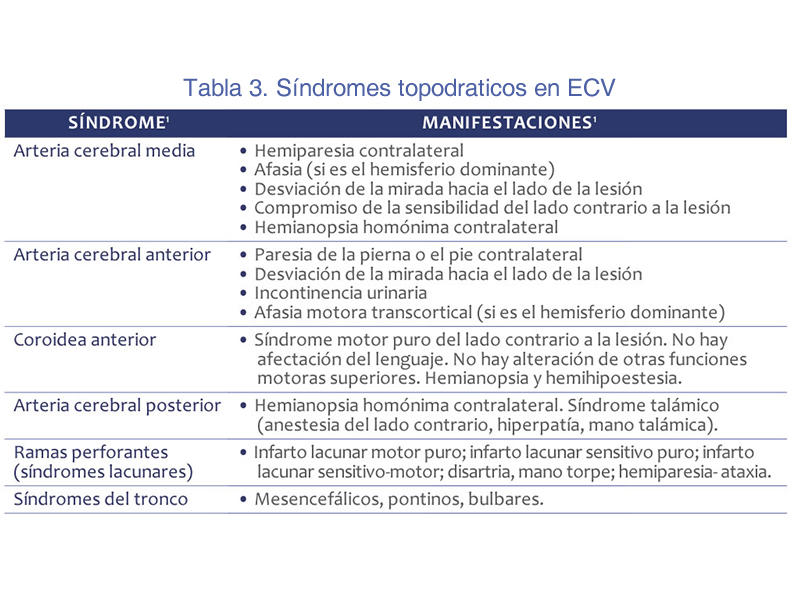 Tabla 3. Síndromes topodraticos en ECV
SÍNDROME¹
MANIFESTACIONES¹
Arteria cerebral media
• Hemiparesia contralateral
• Afasia (si es el hemisferio dominante)
• Desviación de la mirada hacia el lado de la lesión
• Compromiso de la sensibilidad del lado contrario a la lesión
• Hemianopsia homónima contralateral
Arteria cerebral anterior
• Paresia de la pierna o el pie contralateral
• Desviación de la mirada hacia el lado de la lesión
• Incontinencia urinaria
• Afasia motora transcortical (si es el hemisferio dominante)
Coroidea anterior
• Síndrome motor puro del lado contrario a la lesión. No hay
afectación del lenguaje. No hay alteración de otras funciones
motoras superiores. Hemianopsia y hemihipoestesia.
Arteria cerebral posterior
• Hemianopsia homónima contralateral. Síndrome talámico
(anestesia del lado contrario, hiperpatía, mano talámica).
Ramas perforantes
(síndromes lacunares)
• Infarto lacunar motor puro; infarto lacunar sensitivo puro; infarto
lacunar sensitivo-motor; disartria, mano torpe; hemiparesia- ataxia.
Síndromes del tronco
• Mesencefálicos, pontinos, bulbares.